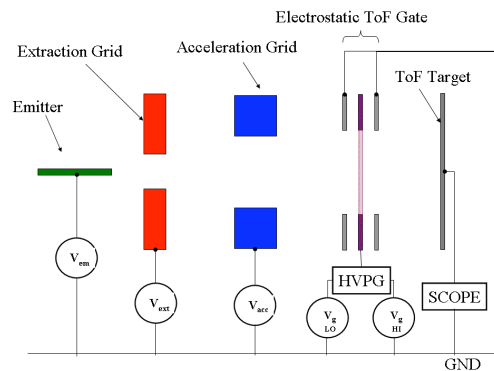 Electrostatic ToF Gate
Acceleration Grid
Extraction Grid
ToF Target
Emitter
Vem
Vext
Vacc
HVPG
Vg
LO
Vg
HI
SCOPE
GND